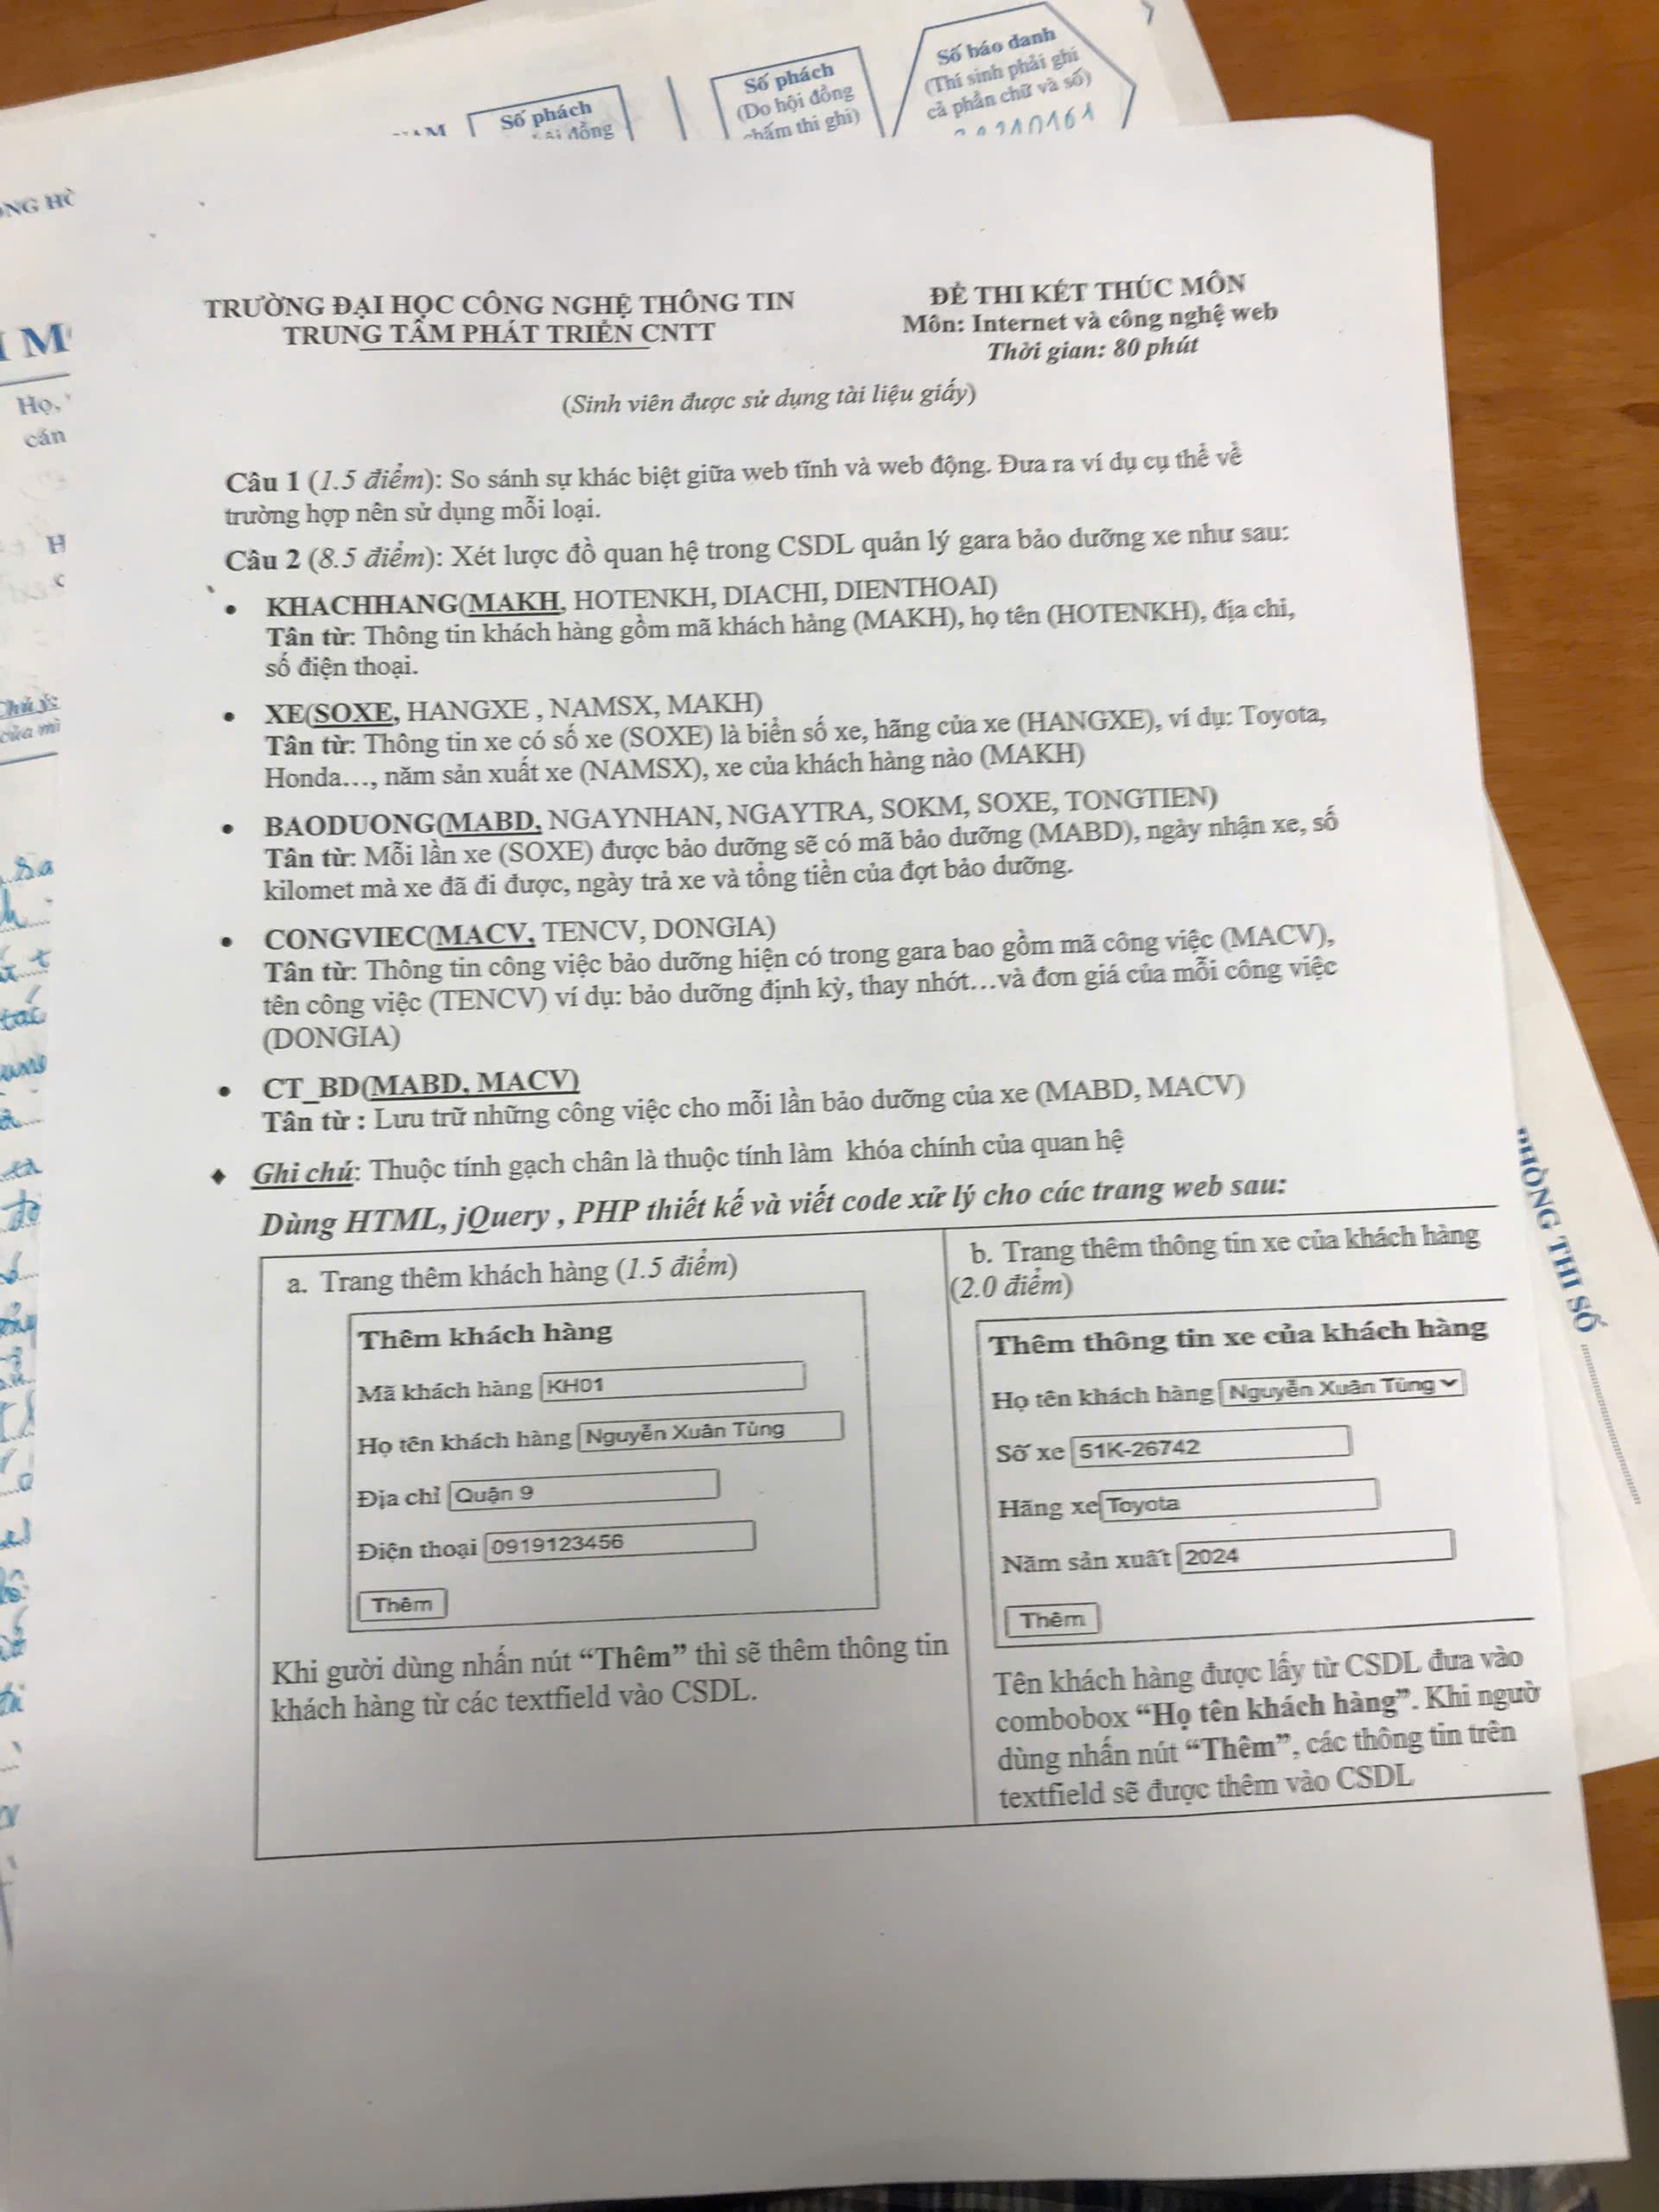 Số phách
Số phách
(Do hội đồng
chấm thi ghi)
Số báo danh
(Thí sinh phải ghi
cả phần chữ và số)
TRƯỜNG ĐẠI HỌC CÔNG NGHỆ THÔNG TIN
TRUNG TÂM PHÁT TRIỂN CNTT
ĐỀ THI KẾT THÚC MÔN
Môn: Internet và công nghệ web
Thời gian: 80 phút
(Sinh viên được sử dụng tài liệu giấy)
Câu 1 (1.5 điểm): So sánh sự khác biệt giữa web tĩnh và web động. Đưa ra ví dụ cụ thể về
trường hợp nên sử dụng mỗi loại.
Câu 2 (8.5 điểm): Xét lược đồ quan hệ trong CSDL quản lý gara bảo dưỡng xe như sau:
• KHACHHANG(MAKH, HOTENKH, DIACHI, DIENTHOAI)
Tân từ: Thông tin khách hàng gồm mã khách hàng (MAKH), họ tên (HOTENKH), địa chỉ,
số điện thoại.
• XE(SOXE, HANGXE , NAMSX, MAKH)
Tân từ: Thông tin xe có số xe (SOXE) là biển số xe, hãng của xe (HANGXE), ví dụ: Toyota,
Honda…, năm sản xuất xe (NAMSX), xe của khách hàng nào (MAKH)
• BAODUONG(MABD, NGAYNHAN, NGAYTRA, SOKM, SOXE, TONGTIEN)
Tân từ: Mỗi lần xe (SOXE) được bảo dưỡng sẽ có mã bảo dưỡng (MABD), ngày nhận xe, số
kilomet mà xe đã đi được, ngày trả xe và tổng tiền của đợt bảo dưỡng.
• CONGVIEC(MACV, TENCV, DONGIA)
Tân từ: Thông tin công việc bảo dưỡng hiện có trong gara bao gồm mã công việc (MACV),
tên công việc (TENCV) ví dụ: bảo dưỡng định kỳ, thay nhớt…và đơn giá của mỗi công việc
(DONGIA)
• CT_BD(MABD, MACV)
Tân từ : Lưu trữ những công việc cho mỗi lần bảo dưỡng của xe (MABD, MACV)
♦ Ghi chú: Thuộc tính gạch chân là thuộc tính làm khóa chính của quan hệ
Dùng HTML, jQuery , PHP thiết kế và viết code xử lý cho các trang web sau:
a. Trang thêm khách hàng (1.5 điểm)
Thêm khách hàng
Mã khách hàng KH01
Họ tên khách hàng Nguyễn Xuân Tùng
Địa chỉ Quận 9
Điện thoại 0919123456
Thêm
Khi gười dùng nhấn nút “Thêm” thì sẽ thêm thông tin
khách hàng từ các textfield vào CSDL.
b. Trang thêm thông tin xe của khách hàng
(2.0 điểm)
Thêm thông tin xe của khách hàng
Họ tên khách hàng Nguyễn Xuân Tùng
Số xe 51K-26742
Hãng xe Toyota
Năm sản xuất 2024
Thêm
Tên khách hàng được lấy từ CSDL đưa vào
combobox “Họ tên khách hàng”. Khi ngườ
dùng nhấn nút “Thêm”, các thông tin trên
textfield sẽ được thêm vào CSDL
PHÒNG THI SỐ